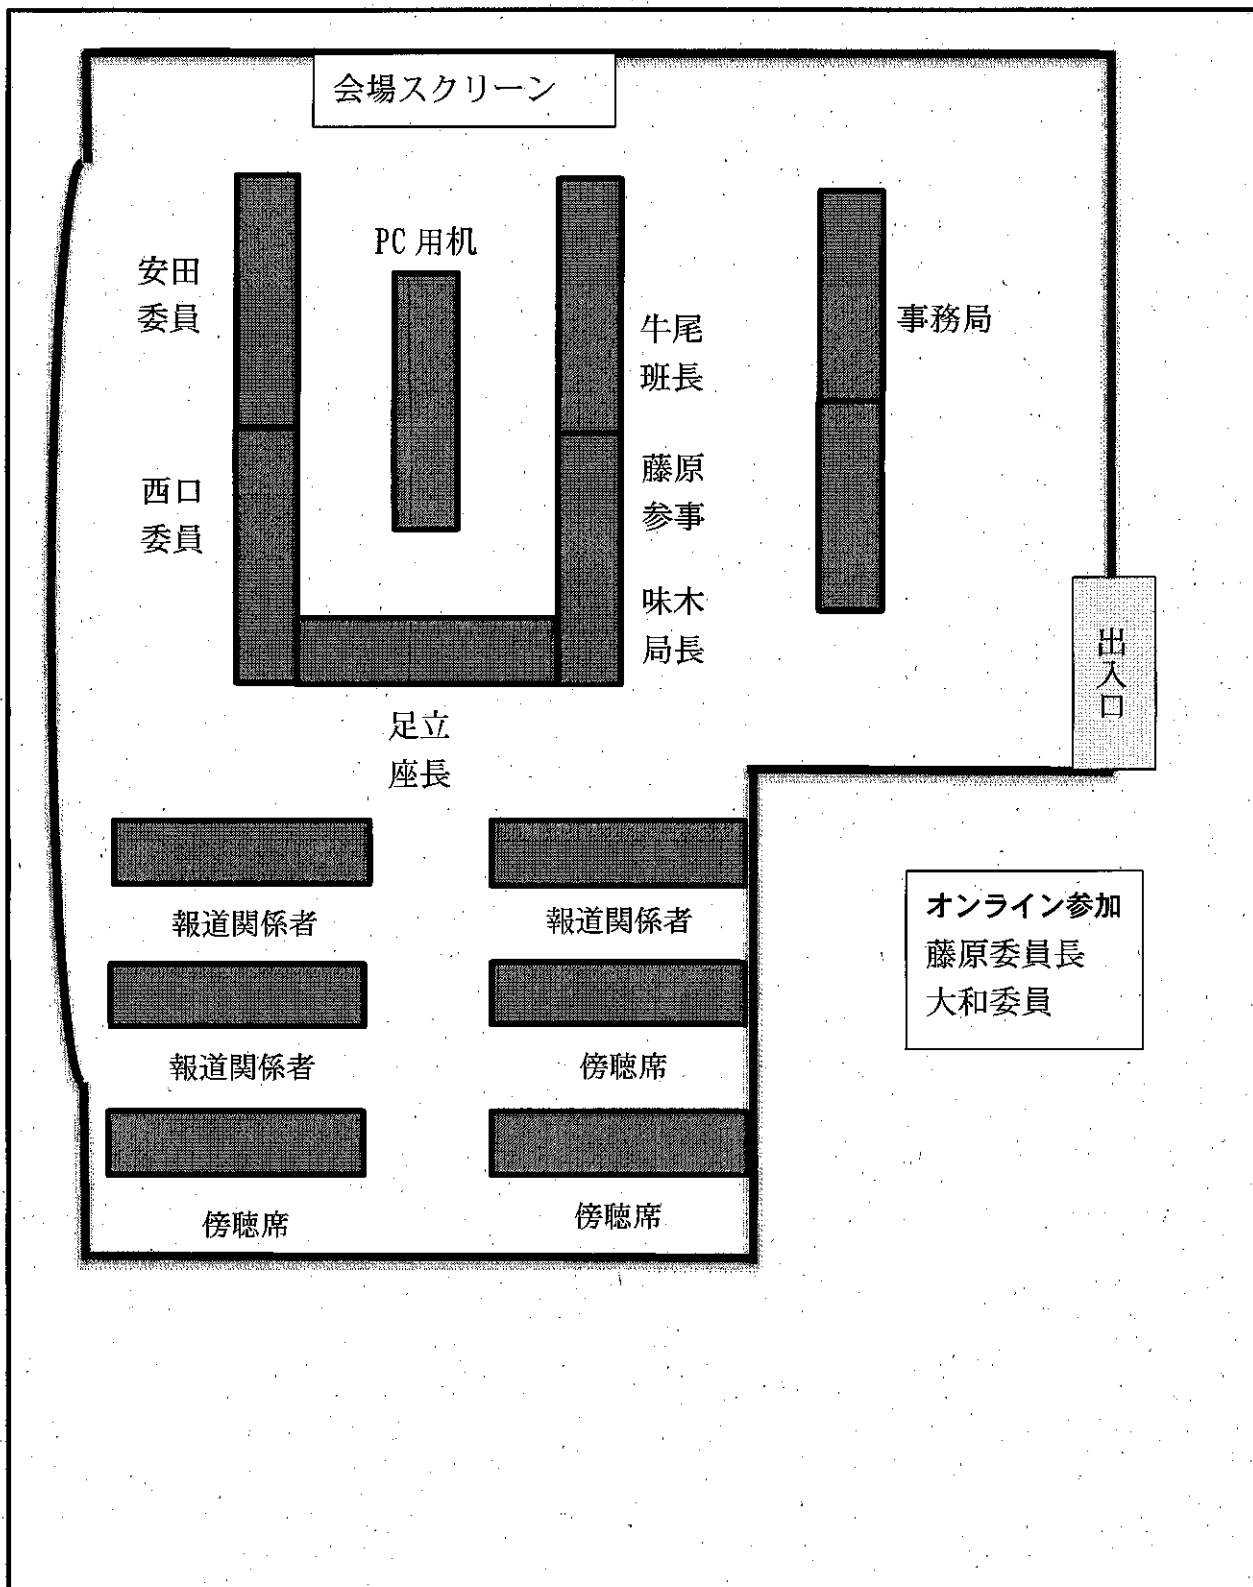 会場スクリーン
PC用机
安田
委員
牛尾
班長
事務局
西口
委員
藤原
参事
味木
局長
出入口
足立
座長
報道関係者
報道関係者
オンライン参加
藤原委員長
大和委員
報道関係者
傍聴席
傍聴席
傍聴席